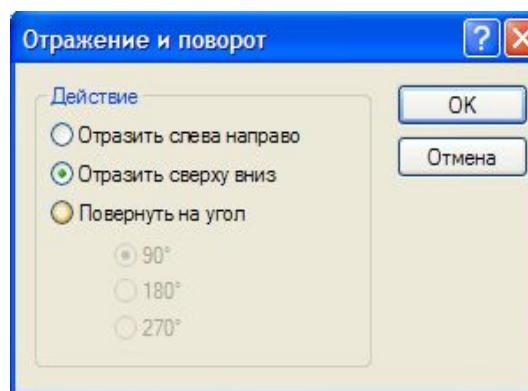 Отражение и поворот
?
Действие
Отразить слева направо
Отразить сверху вниз
Повернуть на угол
90°
180°
270°
OK
Отмена